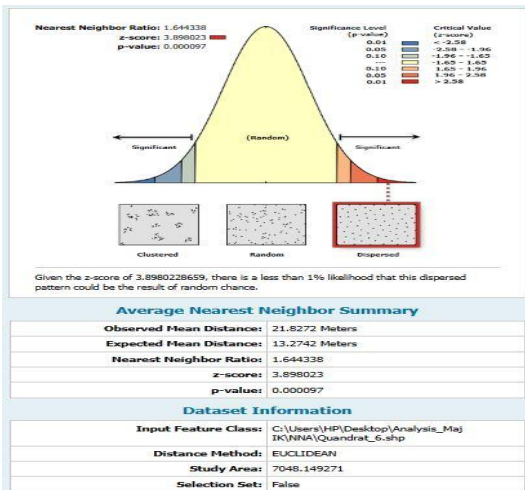 Nearest Neighbor Ratio: 1.644338
z-score: 3.898023
p-value: 0.000097
Significance Level (p-value)
Critical Value (z-score)
0.01 < -2.58
0.05 -2.58 - -1.96
0.10 -1.96 - -1.65
--- -1.65 - 1.65
0.10 1.65 - 1.96
0.05 1.96 - 2.58
0.01 > 2.58
Significant
(Random)
Significant
Clustered
Random
Dispersed
Given the z-score of 3.8980228659, there is a less than 1% likelihood that this dispersed
pattern could be the result of random chance.
Average Nearest Neighbor Summary
Observed Mean Distance: 21.8272 Meters
Expected Mean Distance: 13.2742 Meters
Nearest Neighbor Ratio: 1.644338
z-score: 3.898023
p-value: 0.000097
Dataset Information
Input Feature Class: C:\Users\HP\Desktop\Analysis_Maj
IK\NNA\Quandrat_6.shp
Distance Method: EUCLIDEAN
Study Area: 7048.149271
Selection Set: False